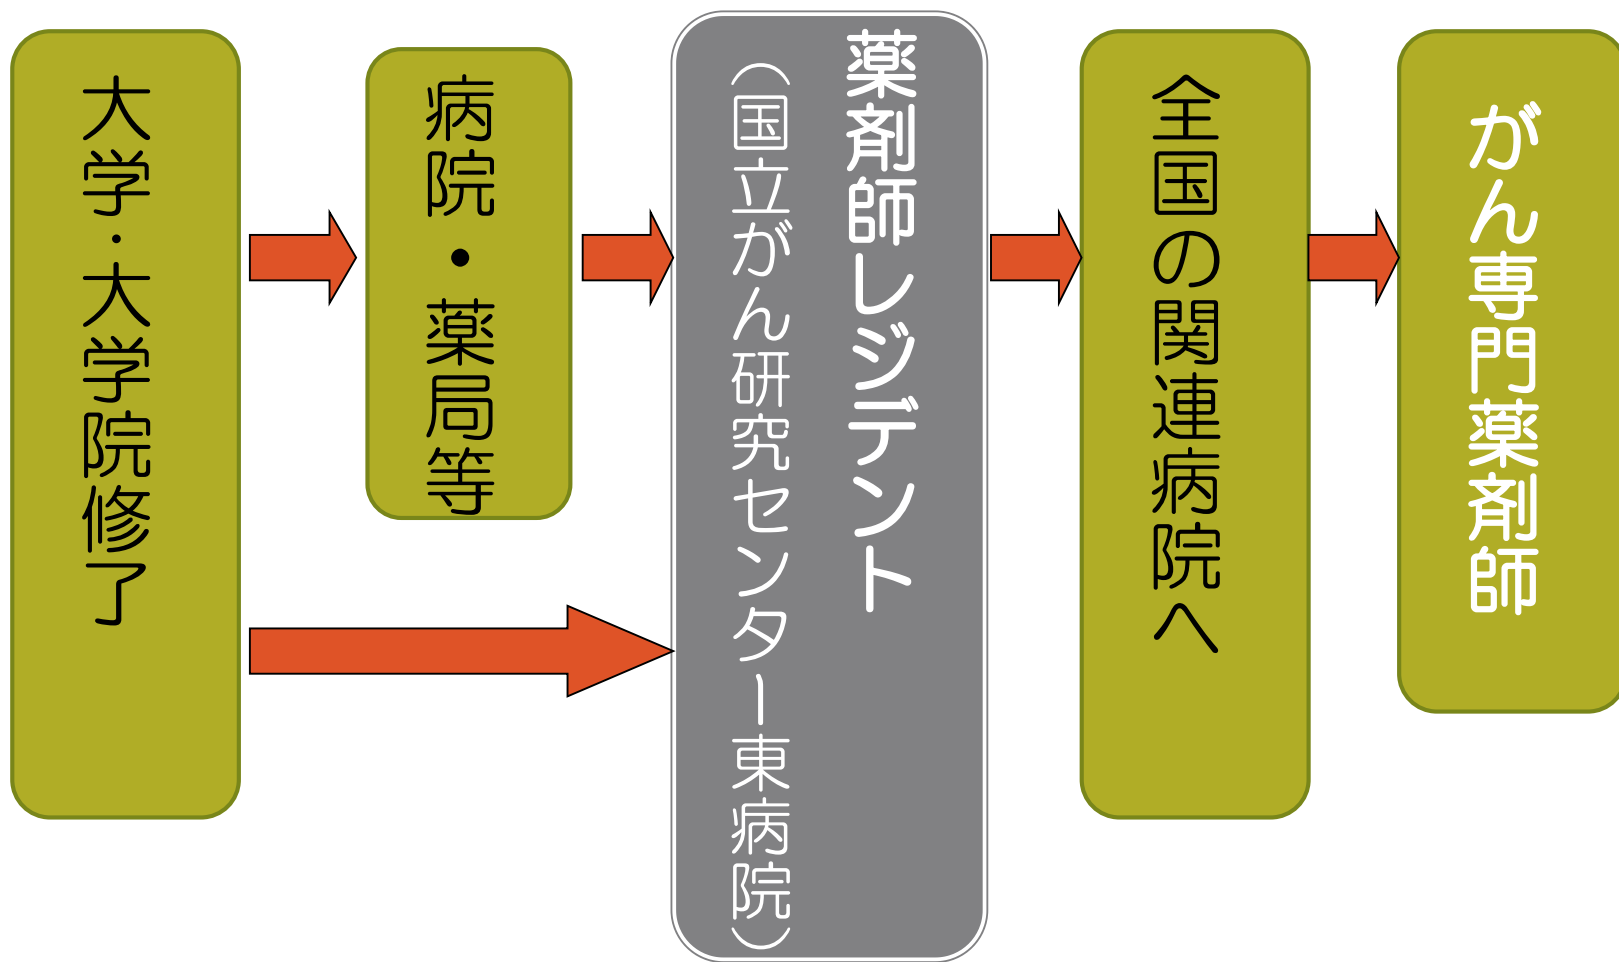 大学・大学院修了
病院・薬局等
薬剤師レジデント
（国立がん研究センター東病院）
全国の関連病院へ
がん専門薬剤師